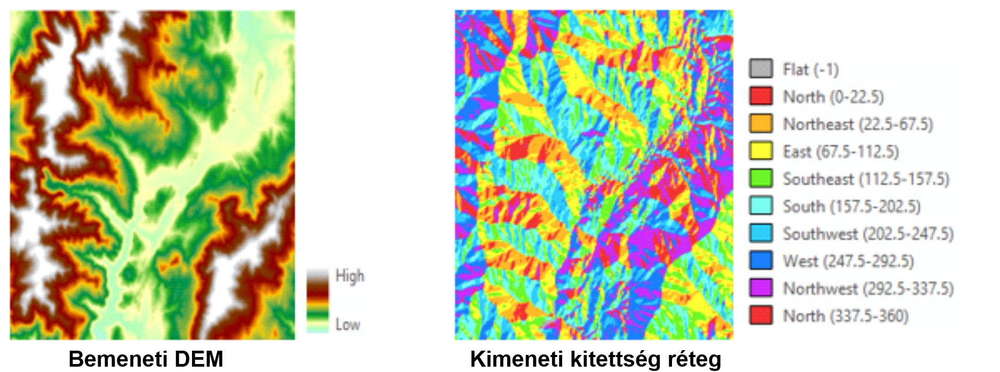 High
Low
Bemeneti DEM
Flat (-1)
North (0-22.5)
Northeast (22.5-67.5)
East (67.5-112.5)
Southeast (112.5-157.5)
South (157.5-202.5)
Southwest (202.5-247.5)
West (247.5-292.5)
Northwest (292.5-337.5)
North (337.5-360)
Kimeneti kitettség réteg